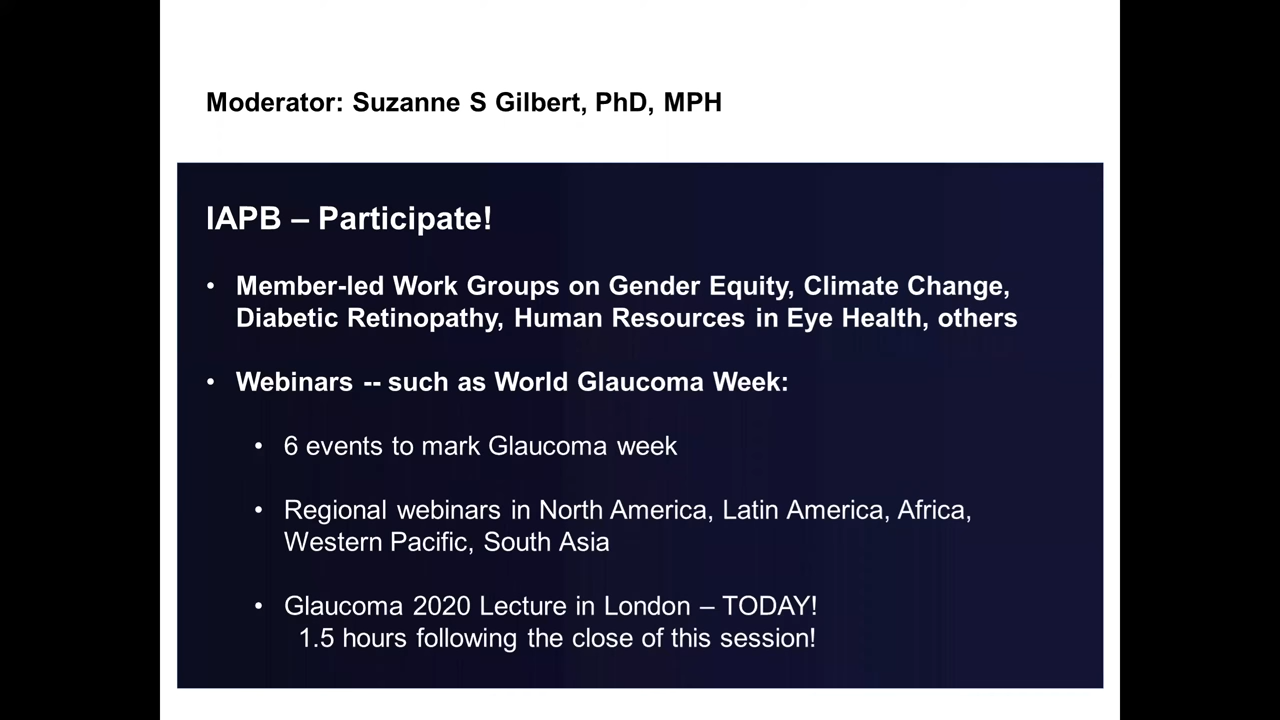 Moderator: Suzanne S Gilbert, PhD, MPH
IAPB – Participate!
• Member-led Work Groups on Gender Equity, Climate Change,
Diabetic Retinopathy, Human Resources in Eye Health, others
• Webinars -- such as World Glaucoma Week:
• 6 events to mark Glaucoma week
• Regional webinars in North America, Latin America, Africa,
Western Pacific, South Asia
• Glaucoma 2020 Lecture in London – TODAY!
1.5 hours following the close of this session!